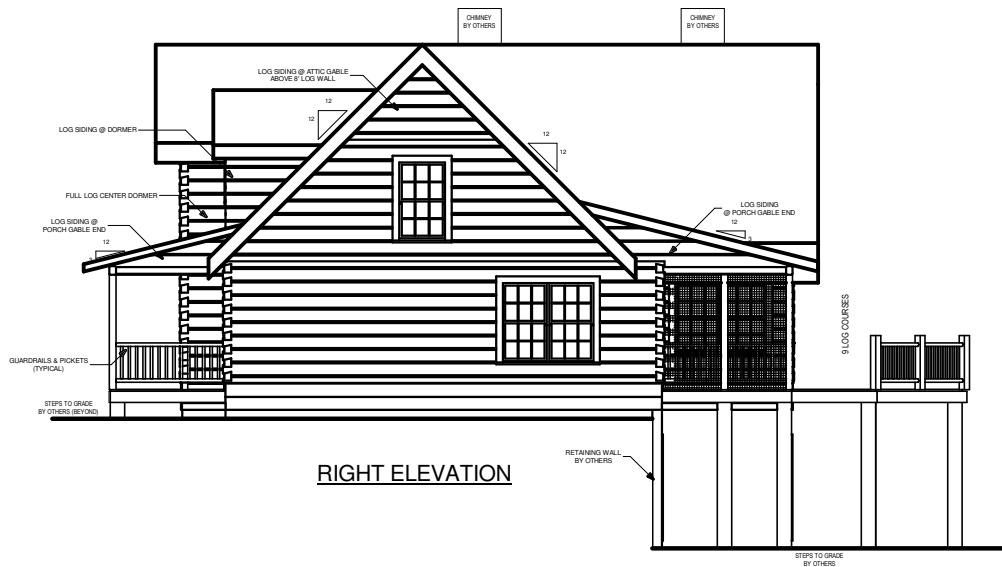 CHIMNEY
BY OTHERS
CHIMNEY
BY OTHERS
LOG SIDING @ ATTIC GABLE
ABOVE 8' LOG WALL
12
12
LOG SIDING @ DORMER
12
12
FULL LOG CENTER DORMER
LOG SIDING @
PORCH GABLE END
12
3
LOG SIDING
@ PORCH GABLE END
12
3
9 LOG COURSES
GUARDRAILS & PICKETS
(TYPICAL)
STEPS TO GRADE
BY OTHERS (BEYOND)
RETAINING WALL
BY OTHERS
RIGHT ELEVATION
STEPS TO GRADE
BY OTHERS